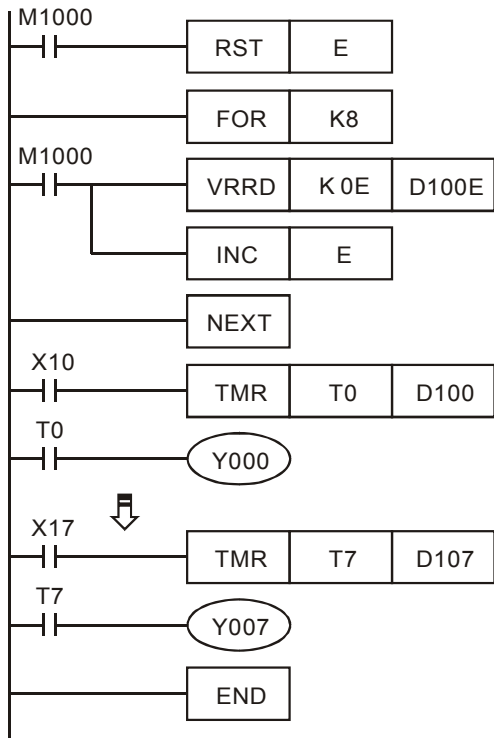 M1000
RST E
FOR K8
M1000
VRRD K 0E D100E
INC E
NEXT
X10
TMR T0 D100
T0
Y000
X17
TMR T7 D107
T7
Y007
END